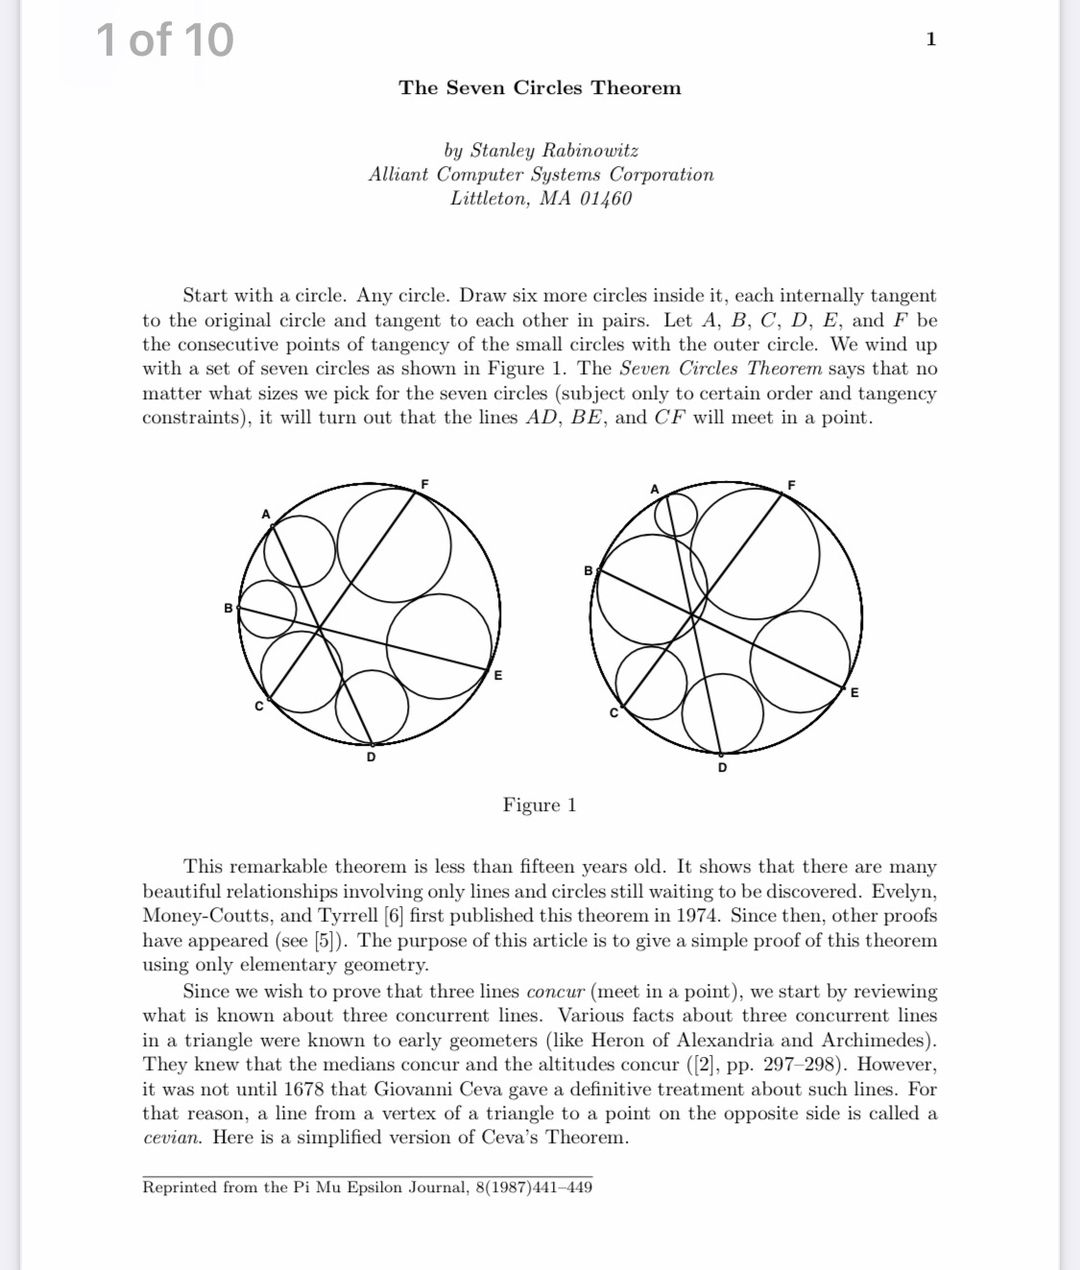 1 of 10
1
The Seven Circles Theorem
by Stanley Rabinowitz
Alliant Computer Systems Corporation
Littleton, MA 01460
Start with a circle. Any circle. Draw six more circles inside it, each internally tangent
to the original circle and tangent to each other in pairs. Let A, B, C, D, E, and F be
the consecutive points of tangency of the small circles with the outer circle. We wind up
with a set of seven circles as shown in Figure 1. The Seven Circles Theorem says that no
matter what sizes we pick for the seven circles (subject only to certain order and tangency
constraints), it will turn out that the lines AD, BE, and CF will meet in a point.
F
A
B
E
C
D
A
F
B
E
C
D
Figure 1
This remarkable theorem is less than fifteen years old. It shows that there are many
beautiful relationships involving only lines and circles still waiting to be discovered. Evelyn,
Money-Coutts, and Tyrrell [6] first published this theorem in 1974. Since then, other proofs
have appeared (see [5]). The purpose of this article is to give a simple proof of this theorem
using only elementary geometry.
Since we wish to prove that three lines concur (meet in a point), we start by reviewing
what is known about three concurrent lines. Various facts about three concurrent lines
in a triangle were known to early geometers (like Heron of Alexandria and Archimedes).
They knew that the medians concur and the altitudes concur ([2], pp. 297–298). However,
it was not until 1678 that Giovanni Ceva gave a definitive treatment about such lines. For
that reason, a line from a vertex of a triangle to a point on the opposite side is called a
cevian. Here is a simplified version of Ceva's Theorem.
Reprinted from the Pi Mu Epsilon Journal, 8(1987)441–449